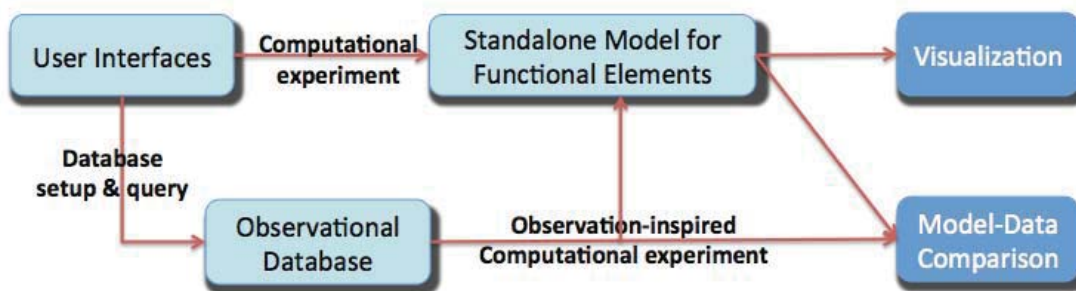 User Interfaces
Computational
experiment
Standalone Model for
Functional Elements
Visualization
Database
setup & query
Observational
Database
Observation-inspired
Computational experiment
Model-Data
Comparison